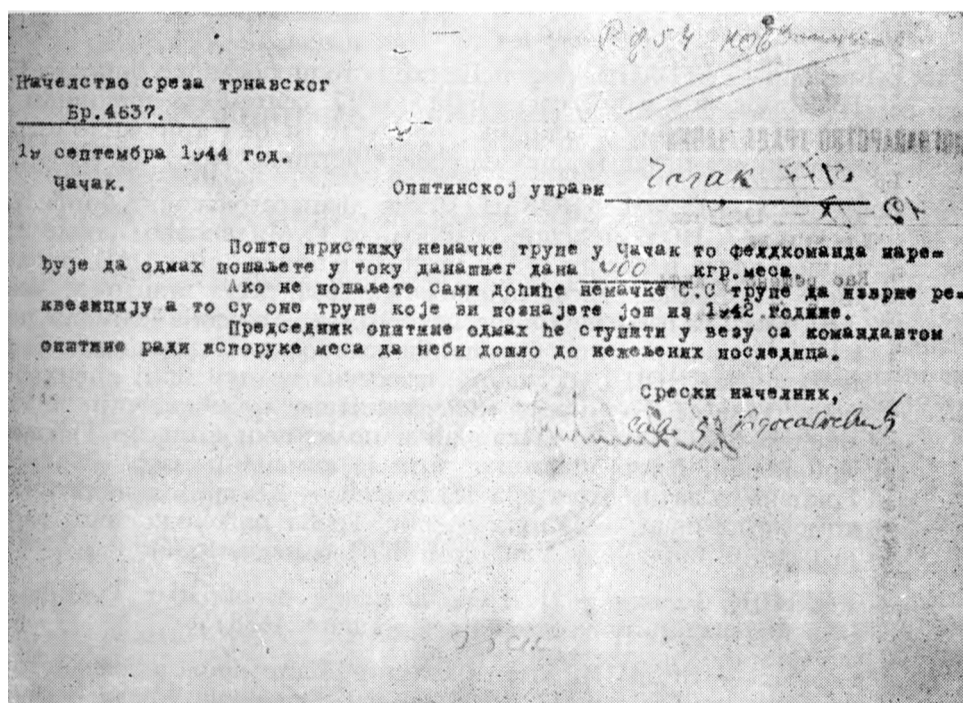 Начелство среза трнавског
Бр.4637.
19 септембра 1944 год.
Чачак.
Општинској управи Чачак
Пошто пристижу немачке трупе у Чачак то фелдкоманда наре=
ђује да одмах пошаљете у току данашњег дана 400 кгр.меса.
Ако не пошаљете сами доћиће немачке С.С трупе да изврше ре=
квезицију а то су оне трупе које ви познајете још из 1942 године.
Председник општине одмах ће ступити у везу са командантом
општине ради испоруке меса да неби дошло до нежељених последица.
Срески начелник,